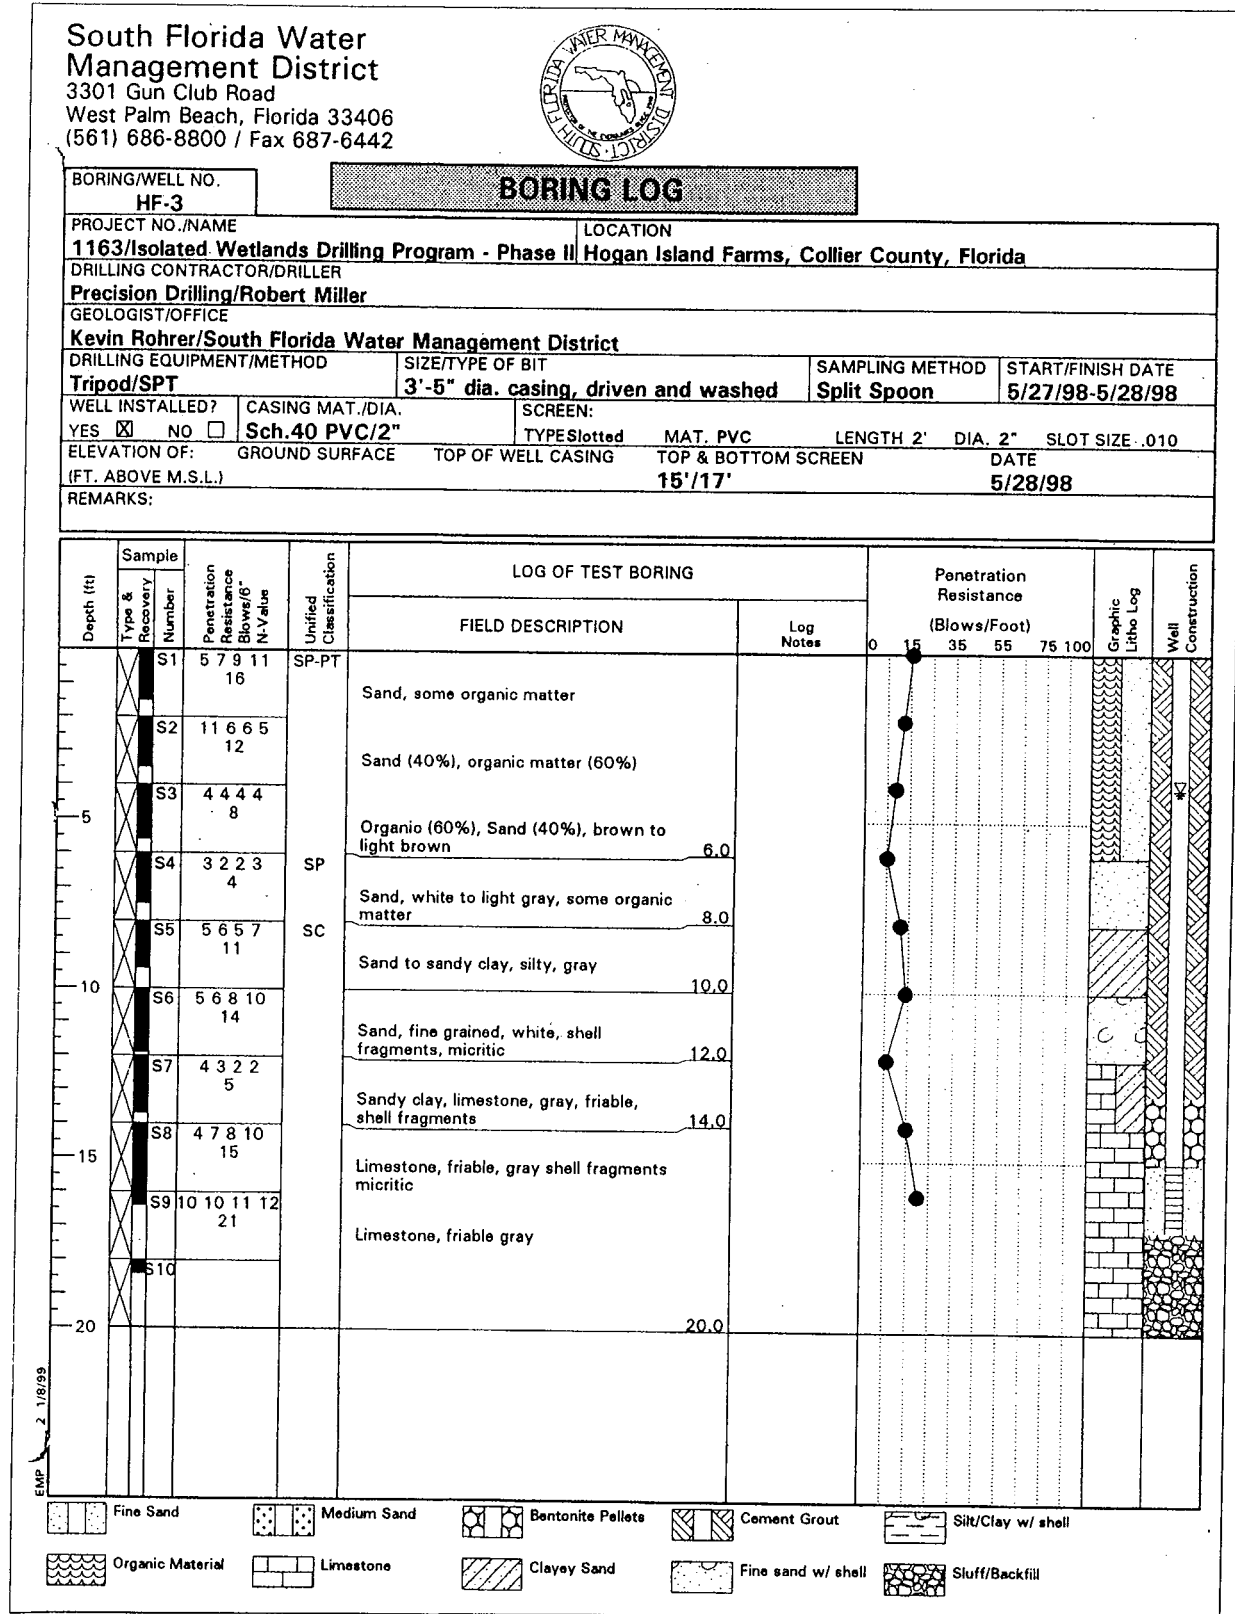 South Florida Water
Management District
3301 Gun Club Road
West Palm Beach, Florida 33406
(561) 686-8800 / Fax 687-6442
SOUTH FLORIDA WATER MANAGEMENT DISTRICT
BORING/WELL NO.
HF-3
BORING LOG
PROJECT NO./NAME
1163/Isolated Wetlands Drilling Program - Phase II
LOCATION
Hogan Island Farms, Collier County, Florida
DRILLING CONTRACTOR/DRILLER
Precision Drilling/Robert Miller
GEOLOGIST/OFFICE
Kevin Rohrer/South Florida Water Management District
DRILLING EQUIPMENT/METHOD
Tripod/SPT
SIZE/TYPE OF BIT
3'-5" dia. casing, driven and washed
SAMPLING METHOD
Split Spoon
START/FINISH DATE
5/27/98-5/28/98
WELL INSTALLED?
YES X NO
CASING MAT./DIA.
Sch.40 PVC/2"
SCREEN:
TYPE Slotted MAT. PVC LENGTH 2' DIA. 2" SLOT SIZE .010
ELEVATION OF: GROUND SURFACE TOP OF WELL CASING TOP & BOTTOM SCREEN DATE
(FT. ABOVE M.S.L.) 15'/17' 5/28/98
REMARKS:
Depth (ft)
Sample
Type & Recovery
Number
Penetration Resistance Blows/6" N-Value
Unified Classification
LOG OF TEST BORING
FIELD DESCRIPTION
Log Notes
Penetration
Resistance
(Blows/Foot)
0 15 35 55 75 100
Graphic Litho Log
Well Construction
S1 5 7 9 11 SP-PT
16
Sand, some organic matter
S2 11 6 6 5
12
Sand (40%), organic matter (60%)
S3 4 4 4 4
8
5
Organic (60%), Sand (40%), brown to
light brown 6.0
S4 3 2 2 3 SP
4
Sand, white to light gray, some organic
matter 8.0
S5 5 6 5 7 SC
11
Sand to sandy clay, silty, gray
10 10.0
S6 5 6 8 10
14
Sand, fine grained, white, shell
fragments, micritic 12.0
S7 4 3 2 2
5
Sandy clay, limestone, gray, friable,
shell fragments 14.0
S8 4 7 8 10
15
15
Limestone, friable, gray shell fragments
micritic
S9 10 10 11 12
21
Limestone, friable gray
S10
20 20.0
2 1/8/99
Fine Sand
Medium Sand
Bentonite Pellets
Cement Grout
Silt/Clay w/ shell
Organic Material
Limestone
Clayey Sand
Fine sand w/ shell
Sluff/Backfill